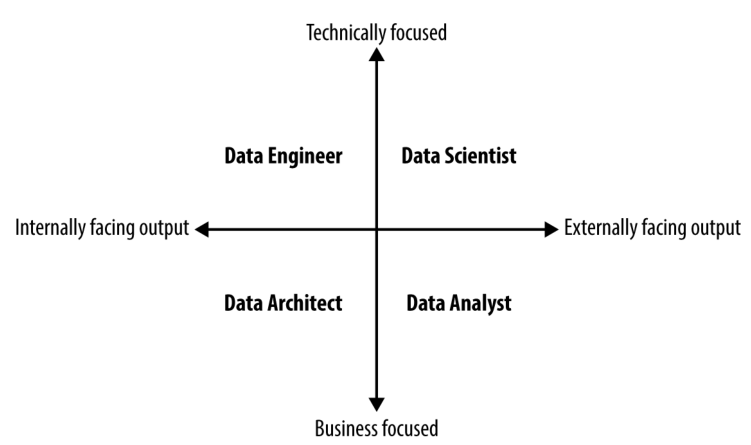 Technically focused
Data Engineer
Data Scientist
Internally facing output
Externally facing output
Data Architect
Data Analyst
Business focused